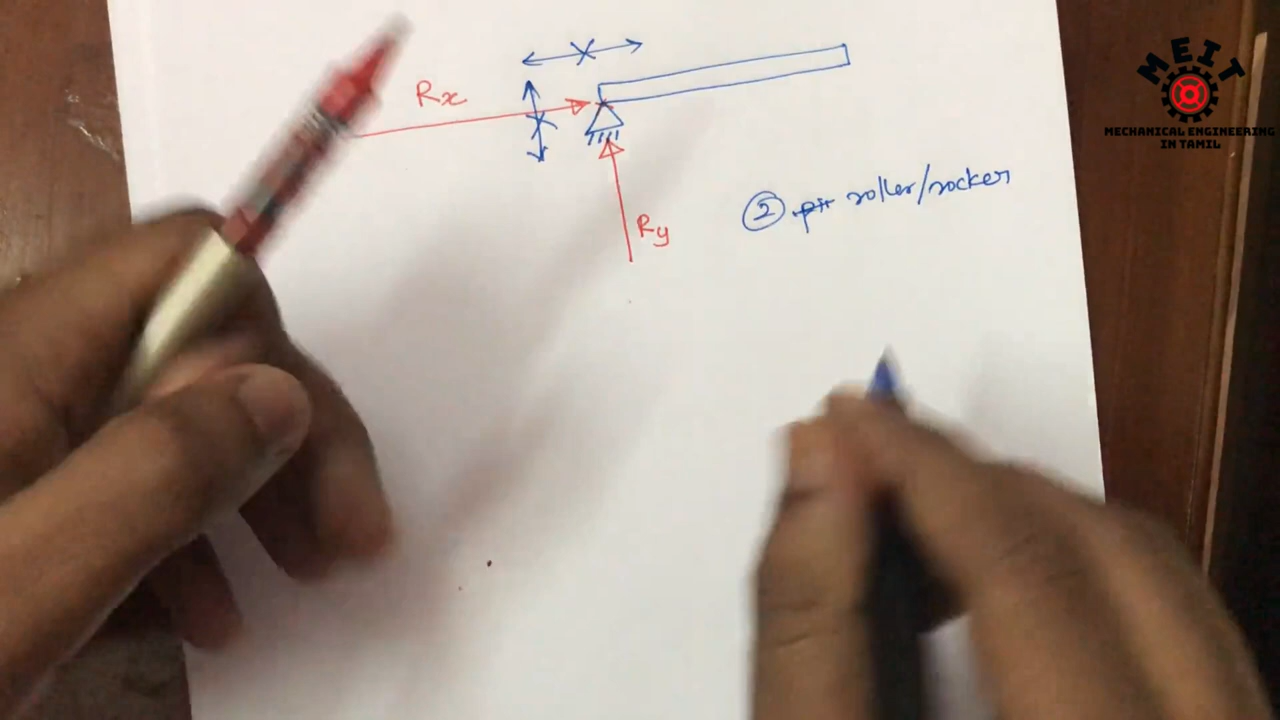 Rx
Ry
② roller/rocker
MEIT
MECHANICAL ENGINEERING
IN TAMIL